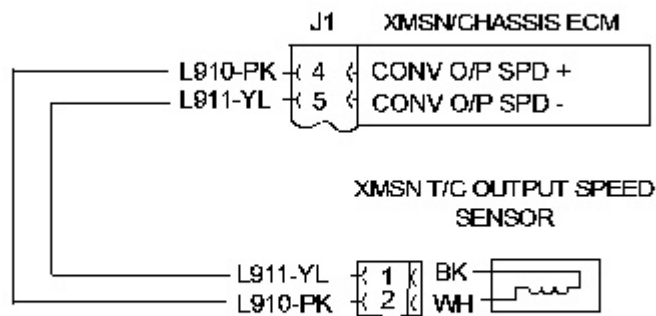 J1 XMSN/CHASSIS ECM
L910-PK 4 CONV O/P SPD +
L911-YL 5 CONV O/P SPD -
XMSN T/C OUTPUT SPEED
SENSOR
L911-YL 1 BK
L910-PK 2 WH